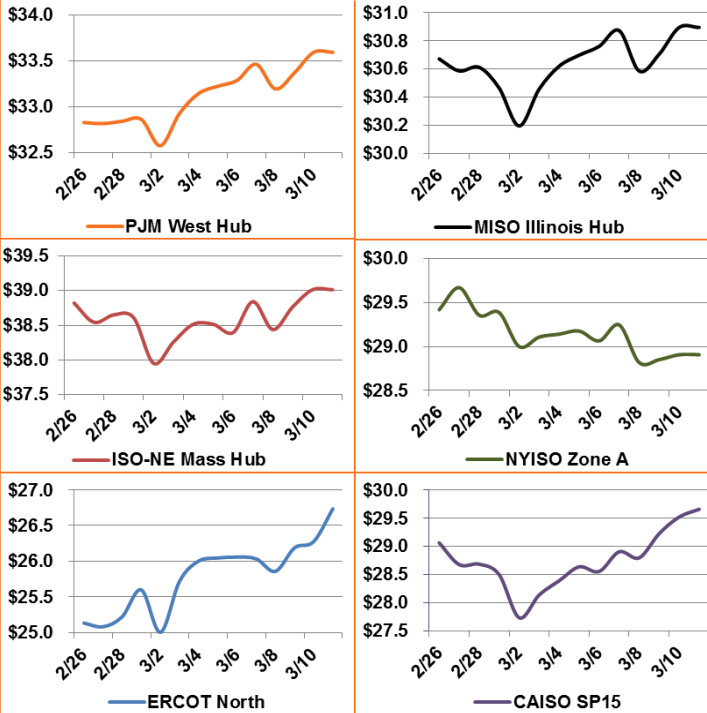 $34.0
$33.5
$33.0
$32.5
2/26 2/28 3/2 3/4 3/6 3/8 3/10
PJM West Hub
$31.0
$30.8
$30.6
$30.4
$30.2
$30.0
2/26 2/28 3/2 3/4 3/6 3/8 3/10
MISO Illinois Hub
$39.5
$39.0
$38.5
$38.0
$37.5
2/26 2/28 3/2 3/4 3/6 3/8 3/10
ISO-NE Mass Hub
$30.0
$29.5
$29.0
$28.5
2/26 2/28 3/2 3/4 3/6 3/8 3/10
NYISO Zone A
$27.0
$26.5
$26.0
$25.5
$25.0
2/26 2/28 3/2 3/4 3/6 3/8 3/10
ERCOT North
$30.0
$29.5
$29.0
$28.5
$28.0
$27.5
2/26 2/28 3/2 3/4 3/6 3/8 3/10
CAISO SP15